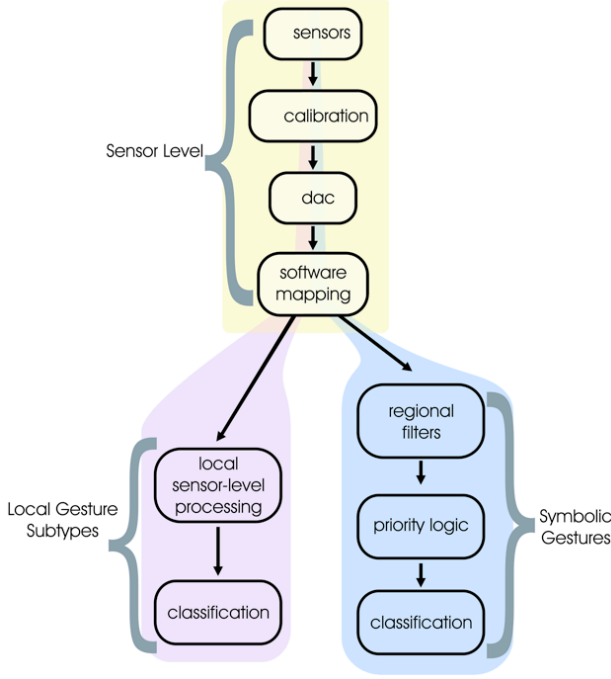 sensors
calibration
Sensor Level
dac
software
mapping
regional
filters
local
sensor-level
processing
Local Gesture
Subtypes
priority logic
Symbolic
Gestures
classification
classification